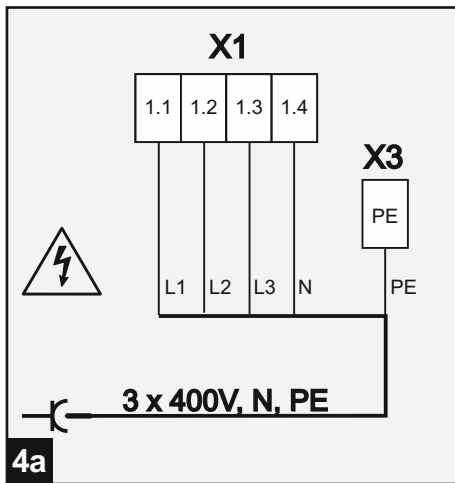 X1
1.1 1.2 1.3 1.4
X3
PE
L1 L2 L3 N PE
3 x 400V, N, PE
4a